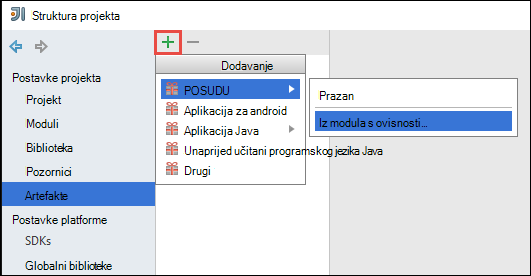 Struktura projekta
Postavke projekta
Projekt
Moduli
Biblioteka
Pozornici
Artefakte
Postavke platforme
SDKs
Globalni biblioteke
Dodavanje
POSUDU
Aplikacija za android
Aplikacija Java
Unaprijed učitani programskog jezika Java
Drugi
Prazan
Iz modula s ovisnosti...